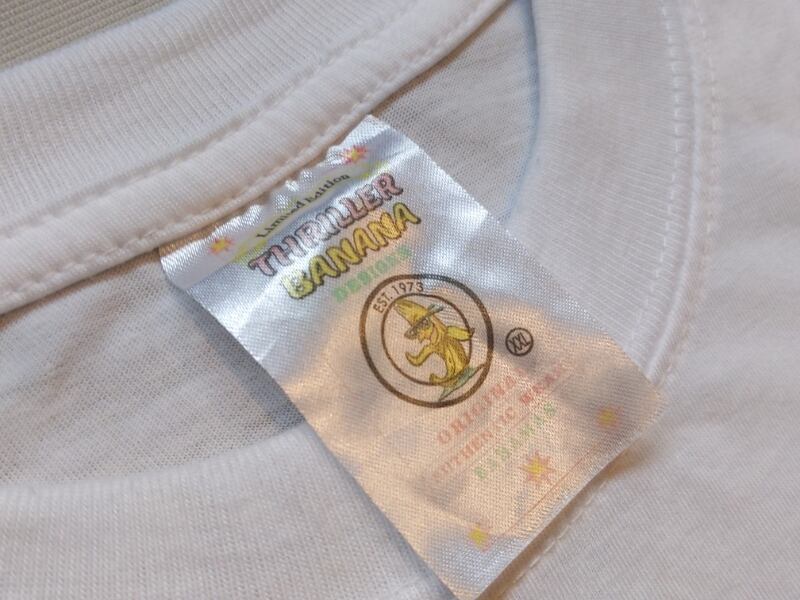 Limited Edition
THRILLER
BANANA
DESIGNS
EST. 1973
XXL
ORIGINAL
AUTHENTIC WEAR
BANANAS